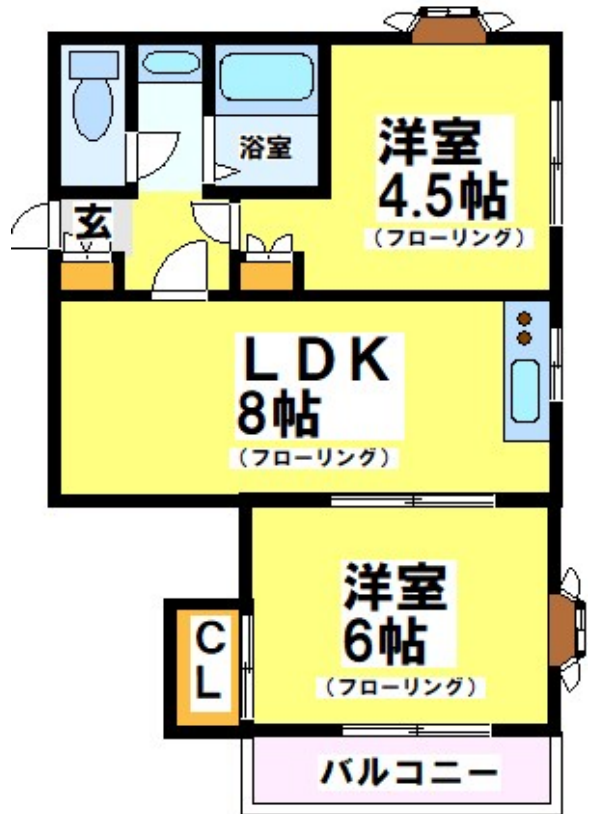 浴室
洋室
4.5帖
（フローリング）
玄
ＬＤＫ
8帖
（フローリング）
洋室
6帖
（フローリング）
C
L
バルコニー